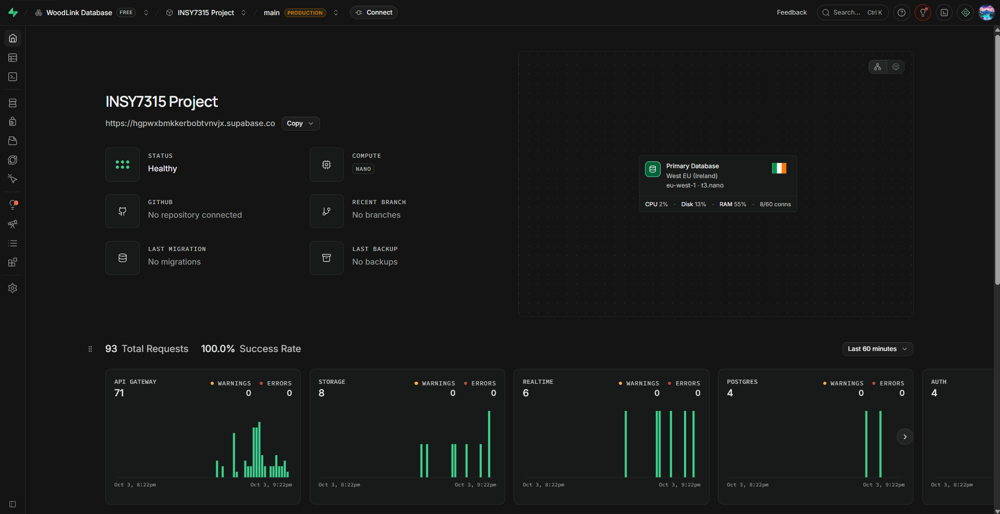 WoodLink Database FREE INSY7315 Project main PRODUCTION Connect Feedback Search... Ctrl K
INSY7315 Project
https://hgpwxbmkkerbobtvnvjx.supabase.co Copy
STATUS
Healthy
COMPUTE
NANO
GITHUB
No repository connected
RECENT BRANCH
No branches
LAST MIGRATION
No migrations
LAST BACKUP
No backups
Primary Database
West EU (Ireland)
eu-west-1 · t3.nano
CPU 2% · Disk 13% · RAM 55% · 8/60 conns
93 Total Requests 100.0% Success Rate Last 60 minutes
API GATEWAY WARNINGS ERRORS
71 0 0
Oct 3, 8:22pm Oct 3, 9:22pm
STORAGE WARNINGS ERRORS
8 0 0
Oct 3, 8:22pm Oct 3, 9:22pm
REALTIME WARNINGS ERRORS
6 0 0
Oct 3, 8:22pm Oct 3, 9:22pm
POSTGRES WARNINGS ERRORS
4 0 0
Oct 3, 8:22pm Oct 3, 9:22pm
AUTH
4
Oct 3, 8:22pm